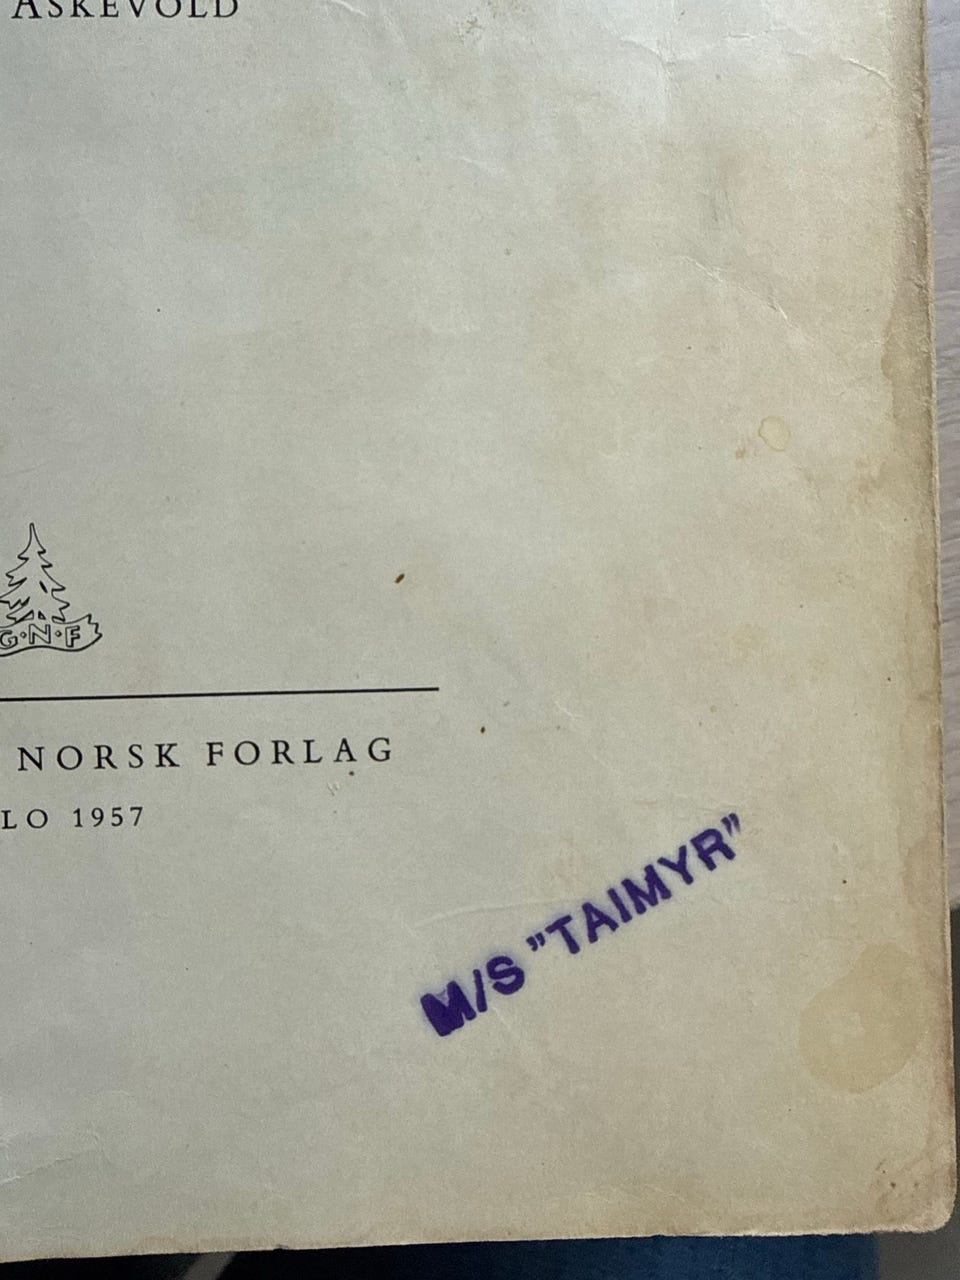 ASKEVOLD
G·N·F
NORSK FORLAG
LO 1957
M/S "TAIMYR"